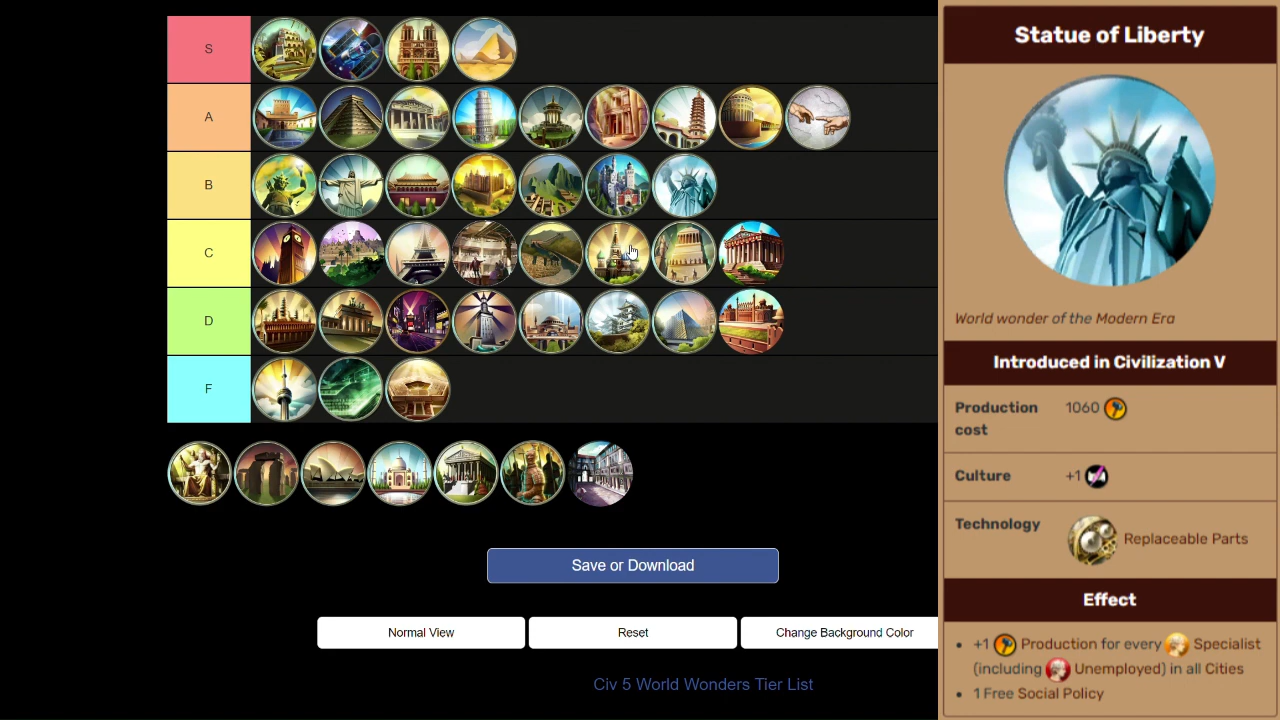 S
A
B
C
D
F
Save or Download
Normal View
Reset
Change Background Color
Civ 5 World Wonders Tier List
Statue of Liberty
World wonder of the Modern Era
Introduced in Civilization V
Production cost
1060
Culture
+1
Technology
Replaceable Parts
Effect
+1 Production for every Specialist
(including Unemployed) in all Cities
1 Free Social Policy